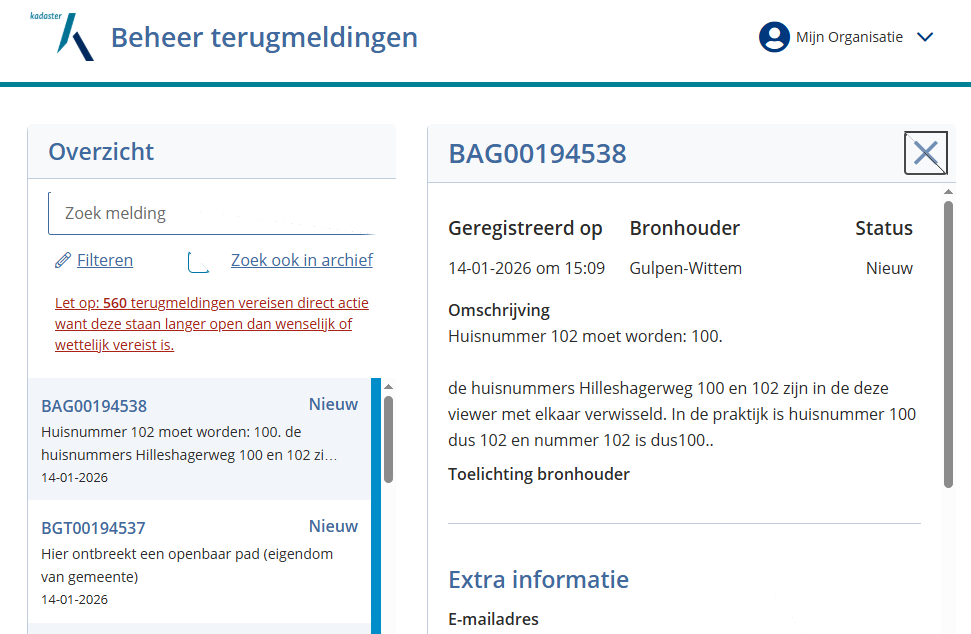 kadaster
Beheer terugmeldingen
Mijn Organisatie
Overzicht
Zoek melding
Filteren
Zoek ook in archief
Let op: 560 terugmeldingen vereisen direct actie
want deze staan langer open dan wenselijk of
wettelijk vereist is.
BAG00194538 Nieuw
Huisnummer 102 moet worden: 100. de
huisnummers Hilleshagerweg 100 en 102 zi...
14-01-2026
BGT00194537 Nieuw
Hier ontbreekt een openbaar pad (eigendom
van gemeente)
14-01-2026
BAG00194538
Geregistreerd op Bronhouder Status
14-01-2026 om 15:09 Gulpen-Wittem Nieuw
Omschrijving
Huisnummer 102 moet worden: 100.
de huisnummers Hilleshagerweg 100 en 102 zijn in de deze
viewer met elkaar verwisseld. In de praktijk is huisnummer 100
dus 102 en nummer 102 is dus100..
Toelichting bronhouder
Extra informatie
E-mailadres